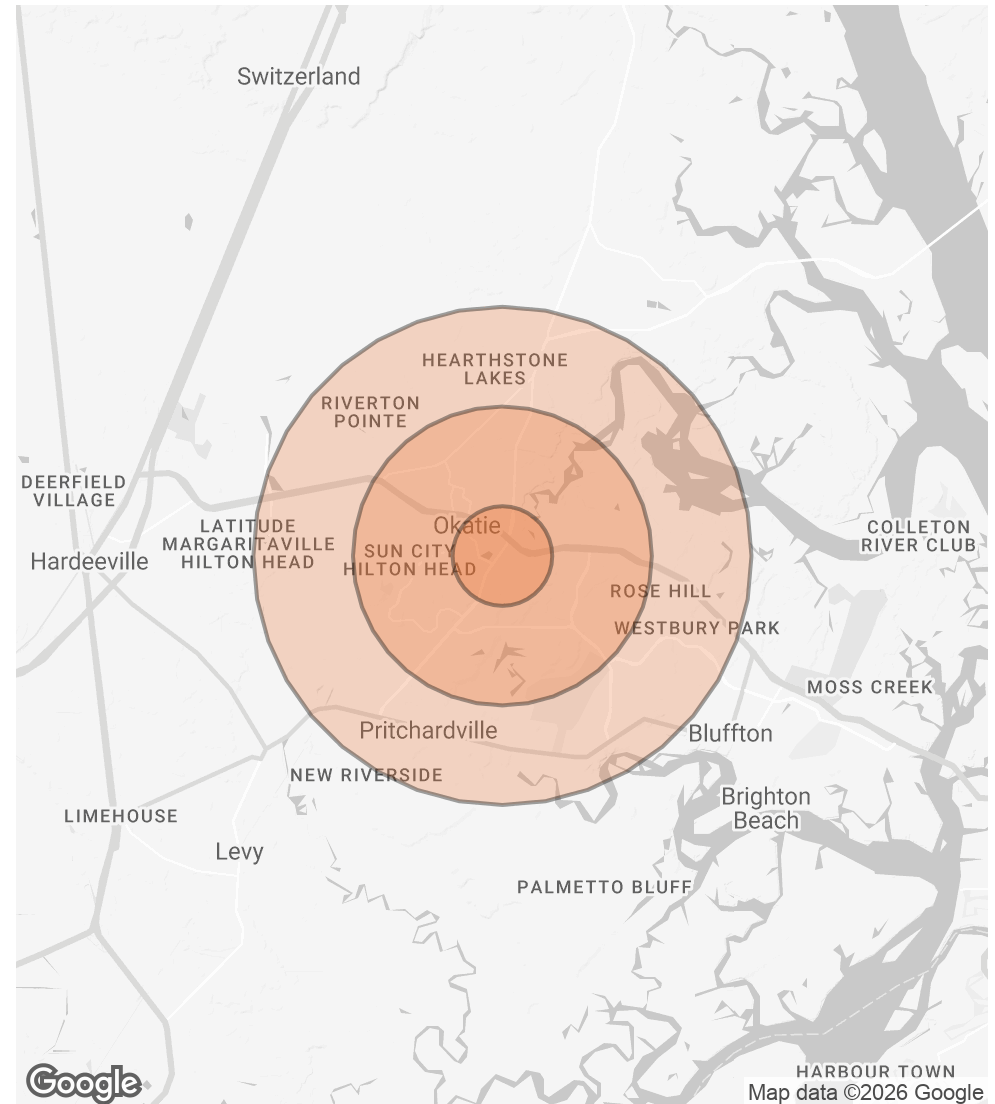 Switzerland
HEARTHSTONE
LAKES
RIVERTON
POINTE
DEERFIELD
VILLAGE
Okatie
LATITUDE
MARGARITAVILLE
HILTON HEAD
COLLETON
RIVER CLUB
SUN CITY
HILTON HEAD
Hardeeville
ROSE HILL
WESTBURY PARK
MOSS CREEK
Pritchardville
Bluffton
NEW RIVERSIDE
Brighton
Beach
LIMEHOUSE
Levy
PALMETTO BLUFF
HARBOUR TOWN
Google
Map data ©2026 Google